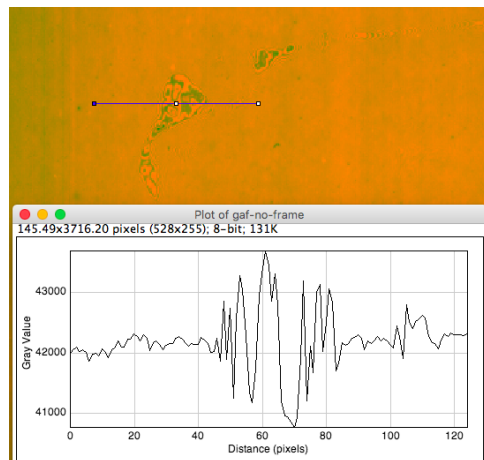 Plot of gaf-no-frame
145.49x3716.20 pixels (528x255); 8-bit; 131K
43000
42000
41000
Gray Value
0 20 40 60 80 100 120
Distance (pixels)